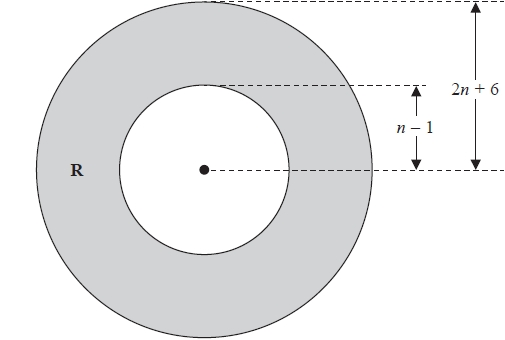 2n + 6
n – 1
R